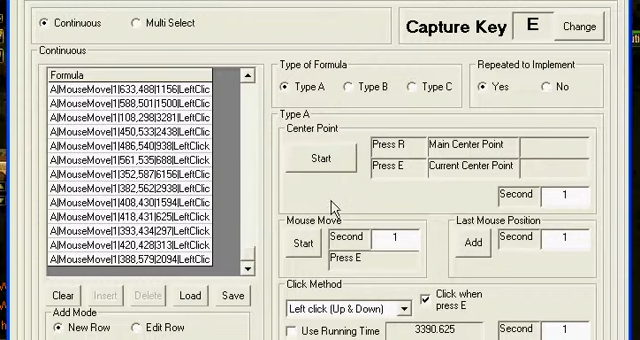 Continuous
Multi Select
Capture Key
E
Change
Continuous
Formula
A|MouseMove|1|633,488|1156|LeftClic
A|MouseMove|1|588,501|1500|LeftClic
A|MouseMove|1|108,298|3281|LeftClic
A|MouseMove|1|450,533|2438|LeftClic
A|MouseMove|1|486,540|938|LeftClick
A|MouseMove|1|561,535|688|LeftClick
A|MouseMove|1|352,587|6156|LeftClic
A|MouseMove|1|382,562|2938|LeftClic
A|MouseMove|1|408,430|1594|LeftClic
A|MouseMove|1|418,431|625|LeftClick
A|MouseMove|1|393,434|297|LeftClick
A|MouseMove|1|420,428|313|LeftClick
A|MouseMove|1|388,579|2094|LeftClic
Clear
Insert
Delete
Load
Save
Add Mode
New Row
Edit Row
Type of Formula
Type A
Type B
Type C
Repeated to Implement
Yes
No
Type A
Center Point
Start
Press R
Main Center Point
Press E
Current Center Point
Second
1
Mouse Move
Start
Second
1
Press E
Last Mouse Position
Add
Second
1
Click Method
Left click (Up & Down)
Click when
press E
Use Running Time
3390.625
Second
1